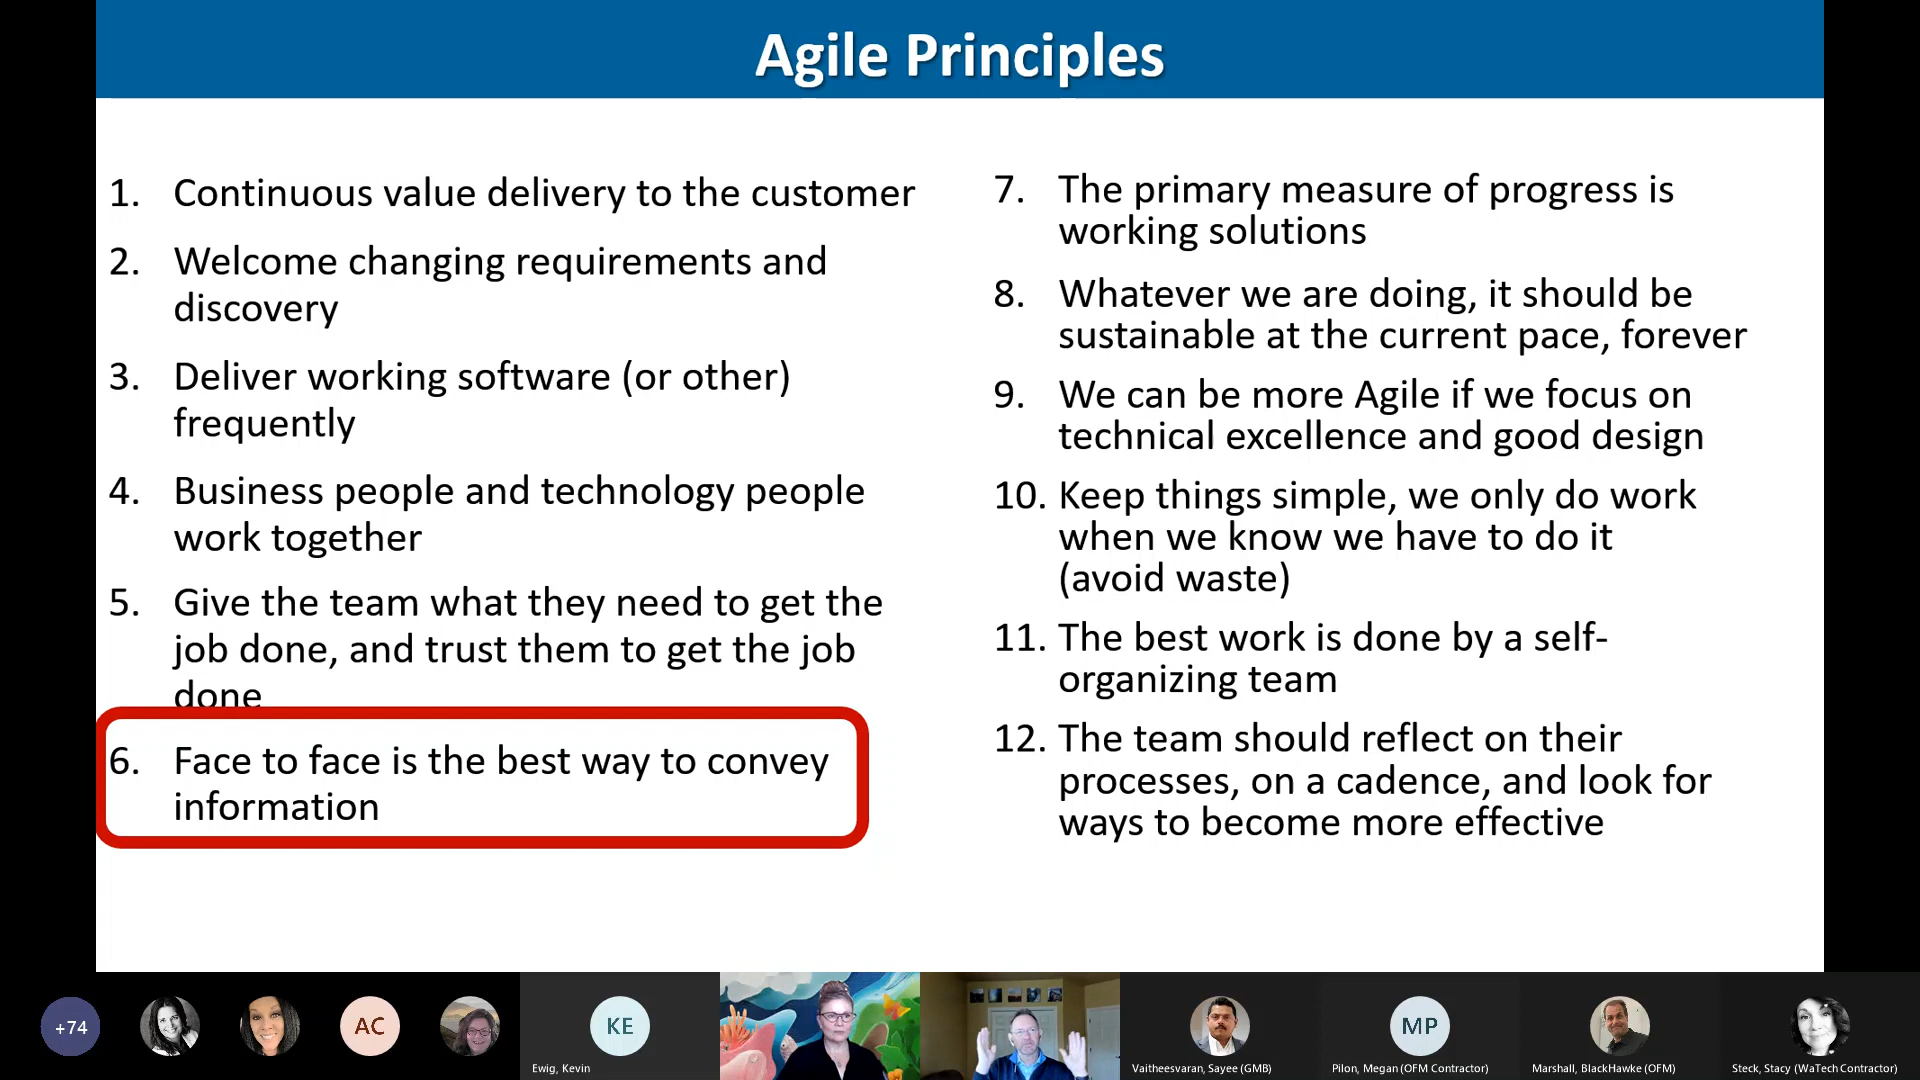 Agile Principles
1. Continuous value delivery to the customer
2. Welcome changing requirements and
discovery
3. Deliver working software (or other)
frequently
4. Business people and technology people
work together
5. Give the team what they need to get the
job done, and trust them to get the job
done
6. Face to face is the best way to convey
information
7. The primary measure of progress is
working solutions
8. Whatever we are doing, it should be
sustainable at the current pace, forever
9. We can be more Agile if we focus on
technical excellence and good design
10. Keep things simple, we only do work
when we know we have to do it
(avoid waste)
11. The best work is done by a self-
organizing team
12. The team should reflect on their
processes, on a cadence, and look for
ways to become more effective
+74
AC
KE
Ewig, Kevin
Vaitheesvaran, Sayee (GMB)
MP
Pilon, Megan (OFM Contractor)
Marshall, BlackHawke (OFM)
Steck, Stacy (WaTech Contractor)